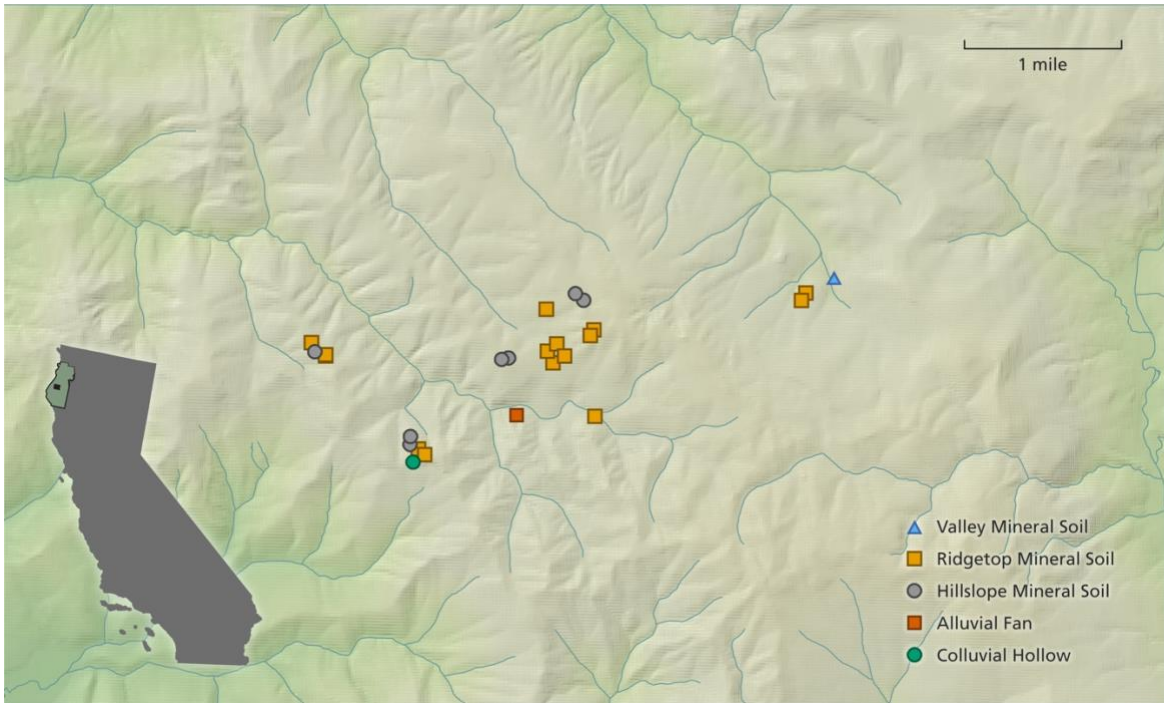 1 mile
Valley Mineral Soil
Ridgetop Mineral Soil
Hillslope Mineral Soil
Alluvial Fan
Colluvial Hollow